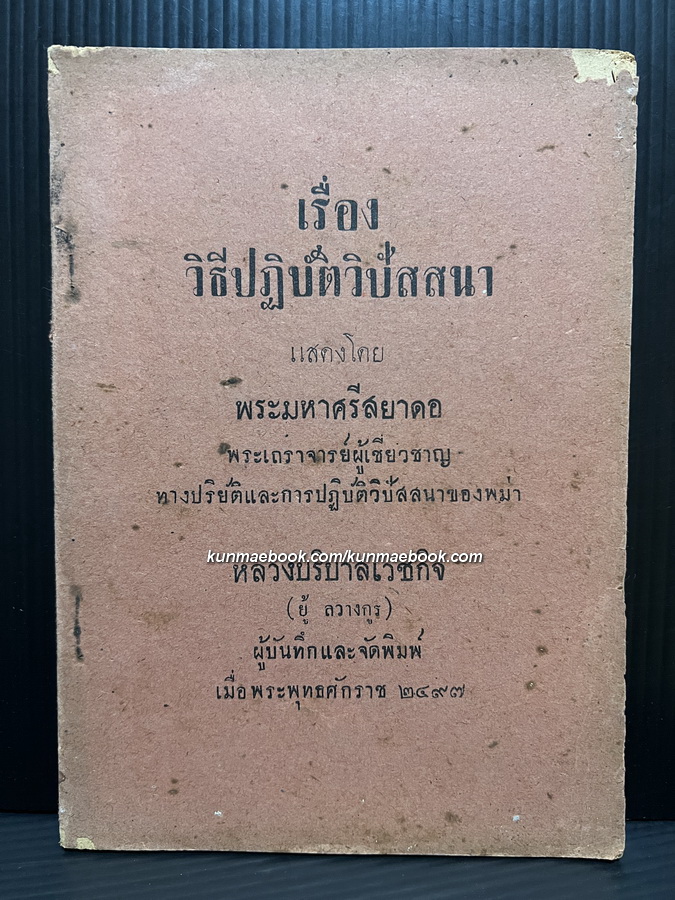 เรื่อง
วิธีปฏิบัติวิปัสสนา
แสดงโดย
พระมหาศรีสยาดอ
พระเถราจารย์ผู้เชี่ยวชาญ
ทางปริยัติและการปฏิบัติวิปัสสนาของพม่า
kunmaebook.com/kunmaebook.com
หลวงบริบาลเวชกิจ
(ยู้ ลวางกูร)
ผู้บันทึกและจัดพิมพ์
เมื่อพระพุทธศักราช ๒๔๙๗